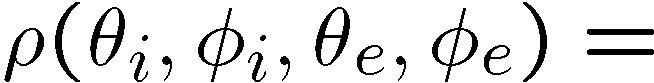 ρ(θ_i, ϕ_i, θ_e, ϕ_e) =